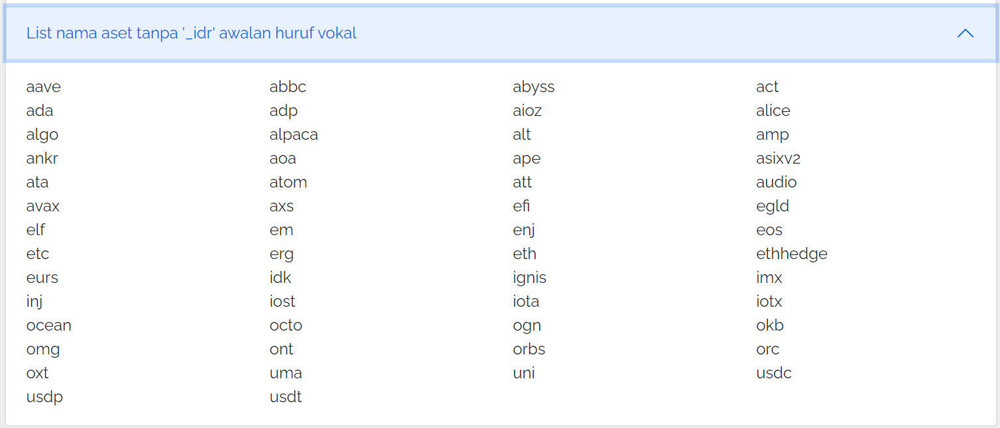 List nama aset tanpa '_idr' awalan huruf vokal
aave abbc abyss act
ada adp aioz alice
algo alpaca alt amp
ankr aoa ape asixv2
ata atom att audio
avax axs efi egld
elf em enj eos
etc erg eth ethhedge
eurs idk ignis imx
inj iost iota iotx
ocean octo ogn okb
omg ont orbs orc
oxt uma uni usdc
usdp usdt